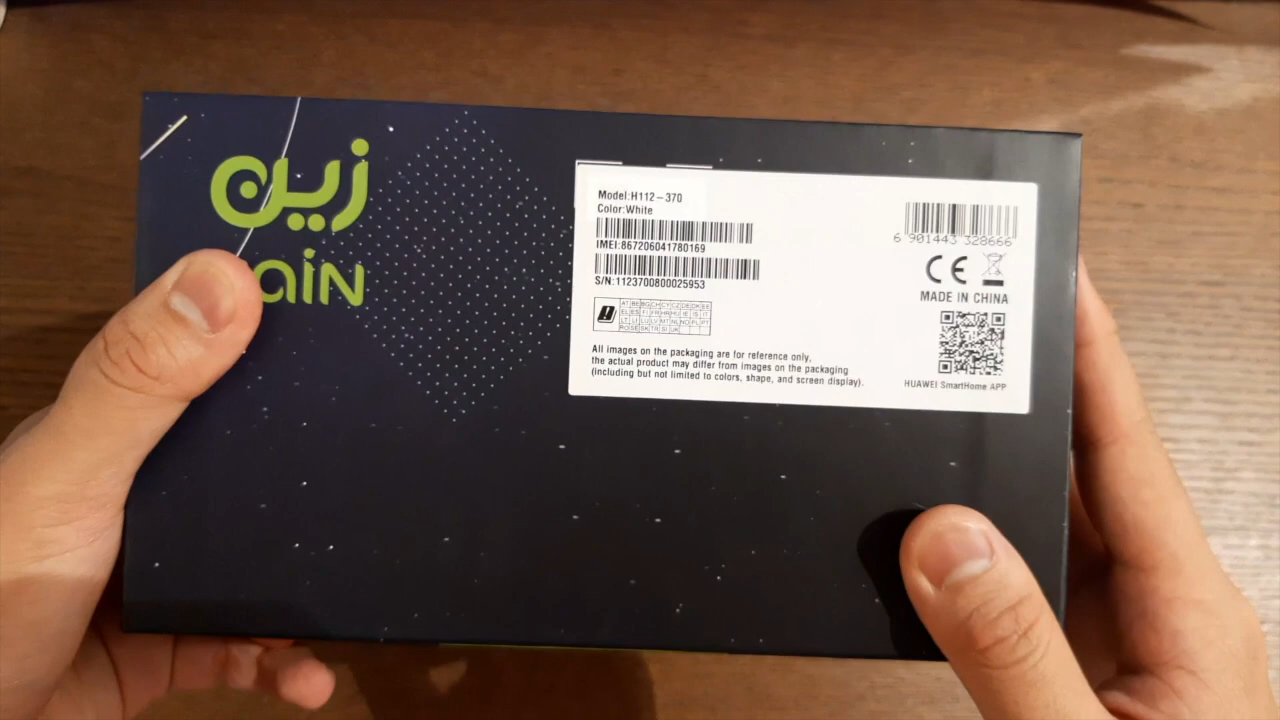 زين
ain
Model:H112-370
Color:White
IMEI:867206041780169
S/N:1123700800025953
AT BE BG CH CY CZ DE DK EE
EL ES FI FR HR HU IE IS IT
LT LI LU LV MT NL NO PL PT
RO SE SK TR SI UK
All images on the packaging are for reference only,
the actual product may differ from images on the packaging
(including but not limited to colors, shape, and screen display).
6 901443 328666
CE
MADE IN CHINA
HUAWEI SmartHome APP